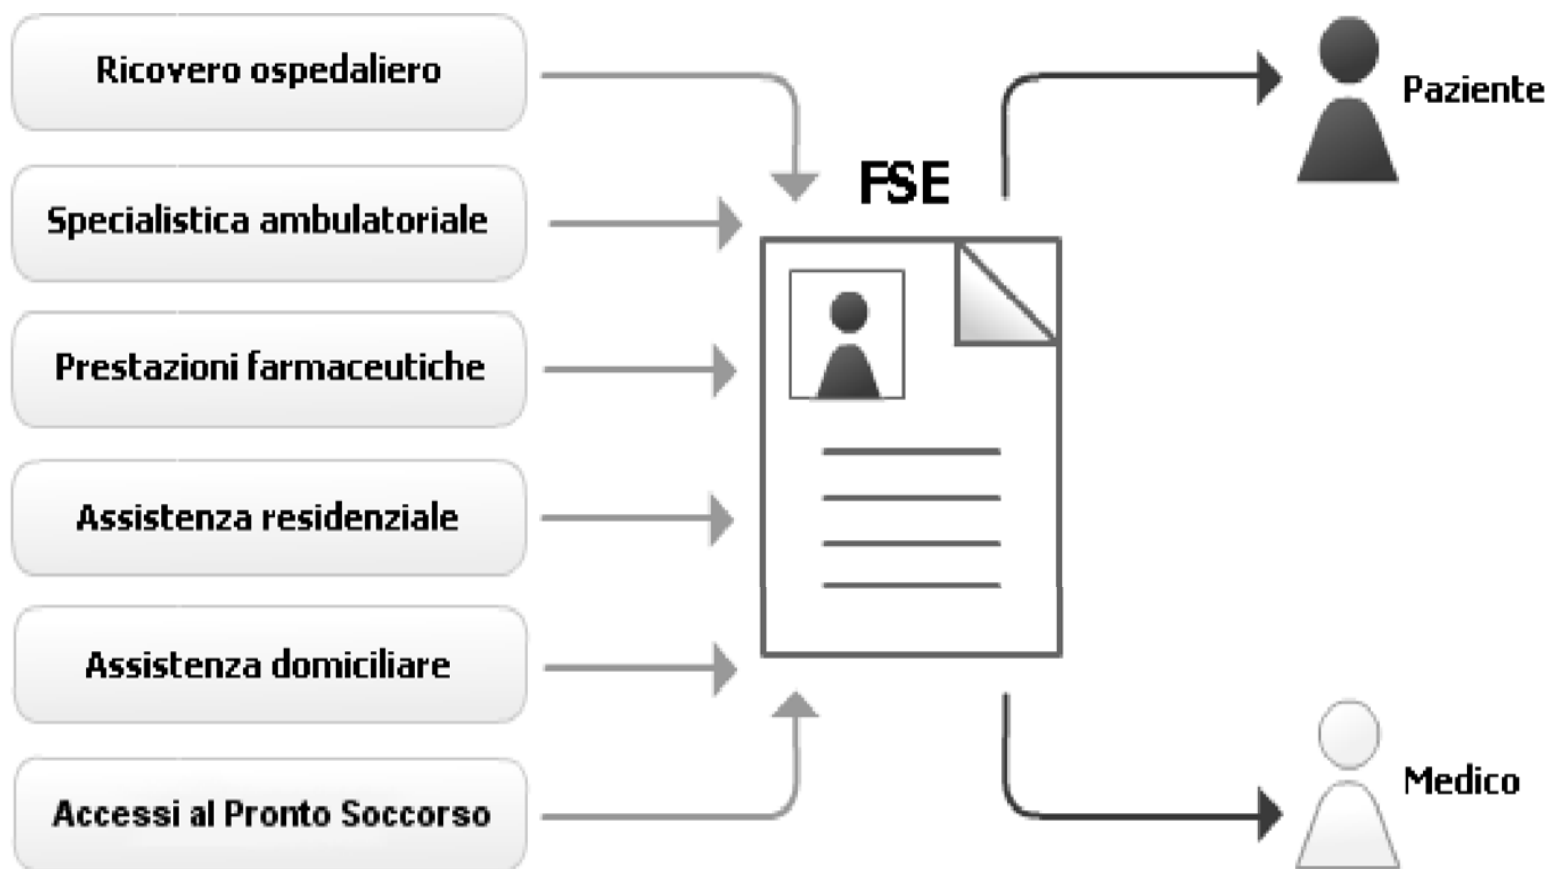 Ricovero ospedaliero
Specialistica ambulatoriale
Prestazioni farmaceutiche
Assistenza residenziale
Assistenza domiciliare
Accessi al Pronto Soccorso
FSE
Paziente
Medico